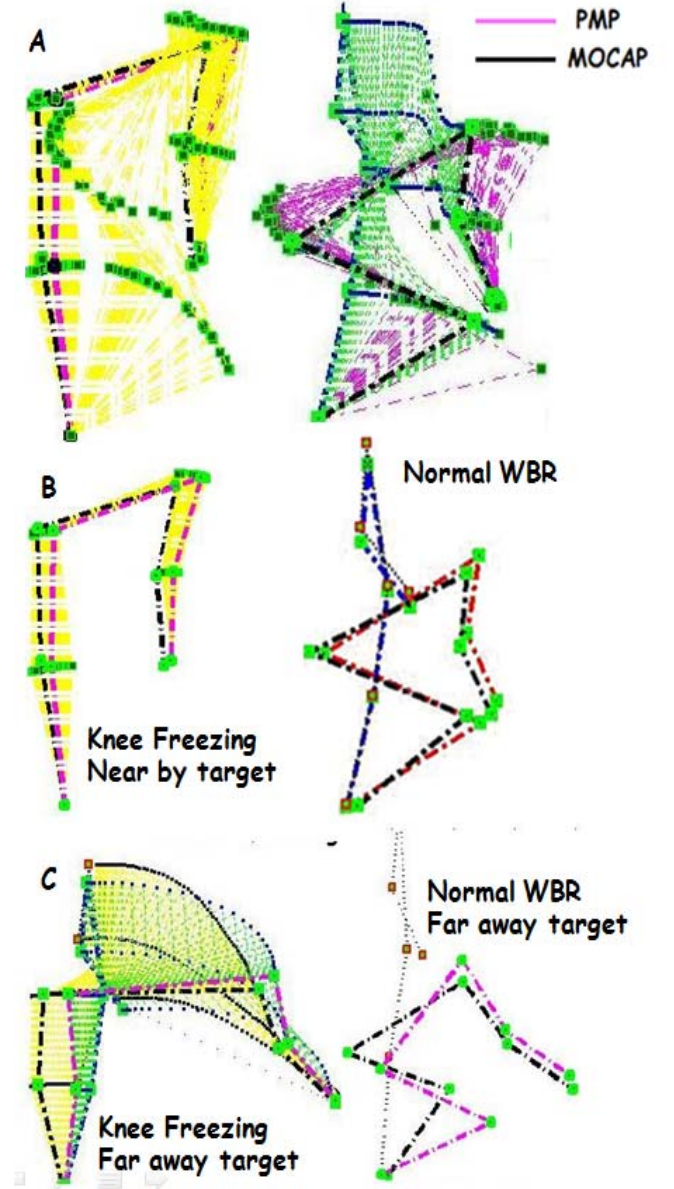 A
PMP
MOCAP
B
Normal WBR
Knee Freezing
Near by target
C
Normal WBR
Far away target
Knee Freezing
Far away target